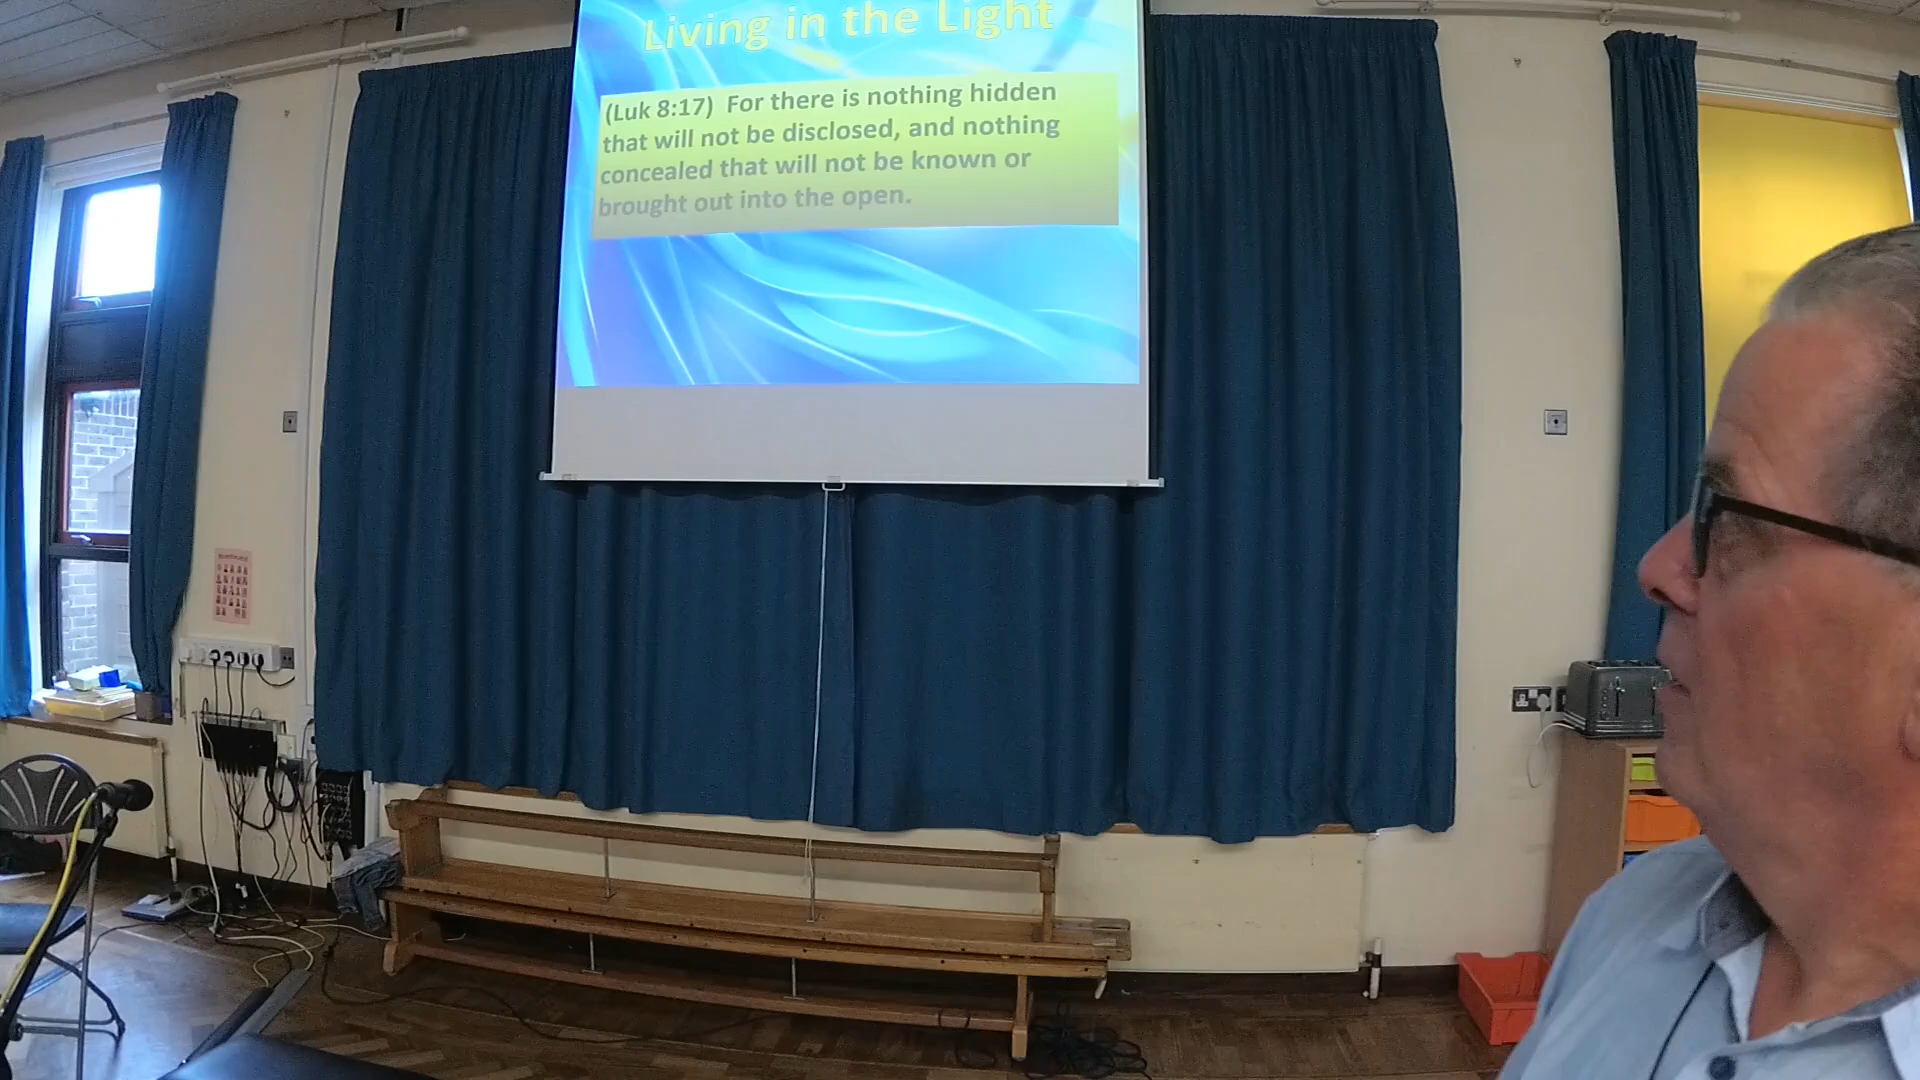 Living in the Light
(Luk 8:17) For there is nothing hidden
that will not be disclosed, and nothing
concealed that will not be known or
brought out into the open.